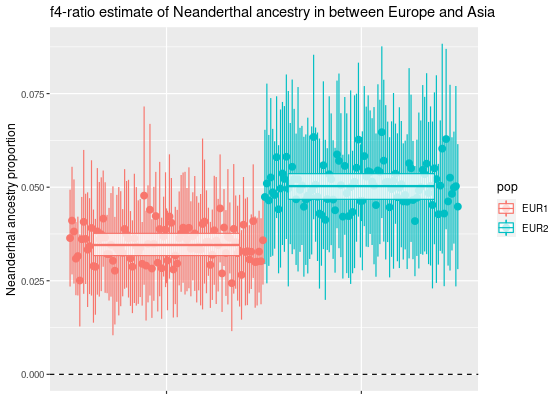 f4-ratio estimate of Neanderthal ancestry in between Europe and Asia
Neanderthal ancestry proportion
0.075
0.050
0.025
0.000
pop
EUR1
EUR2